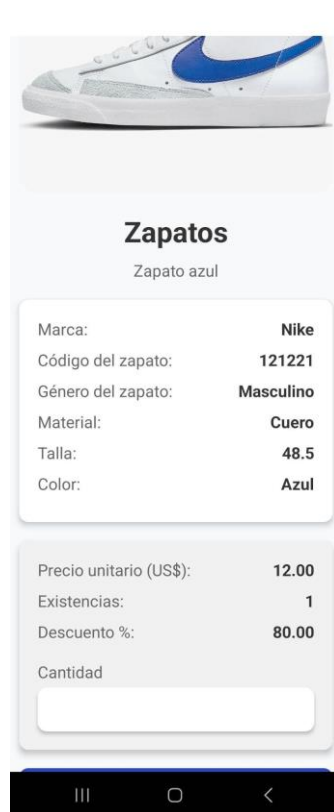 Zapatos
Zapato azul
Marca: Nike
Código del zapato: 121221
Género del zapato: Masculino
Material: Cuero
Talla: 48.5
Color: Azul
Precio unitario (US$): 12.00
Existencias: 1
Descuento %: 80.00
Cantidad